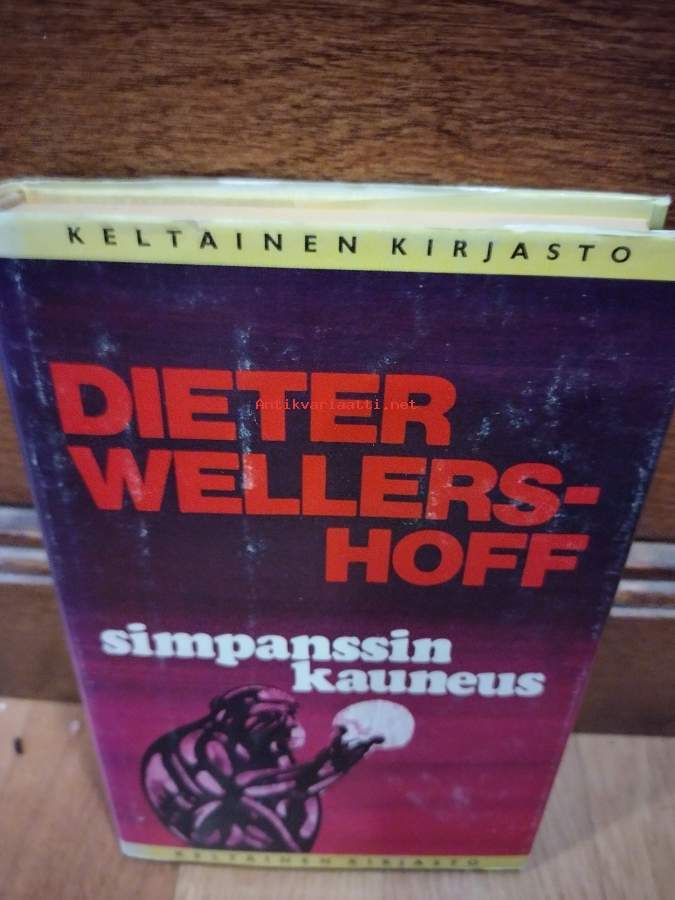 KELTAINEN KIRJASTO
DIETER
Antikvariaatti.net
WELLERS-
HOFF
simpanssin
kauneus
KELTAINEN KIRJASTO